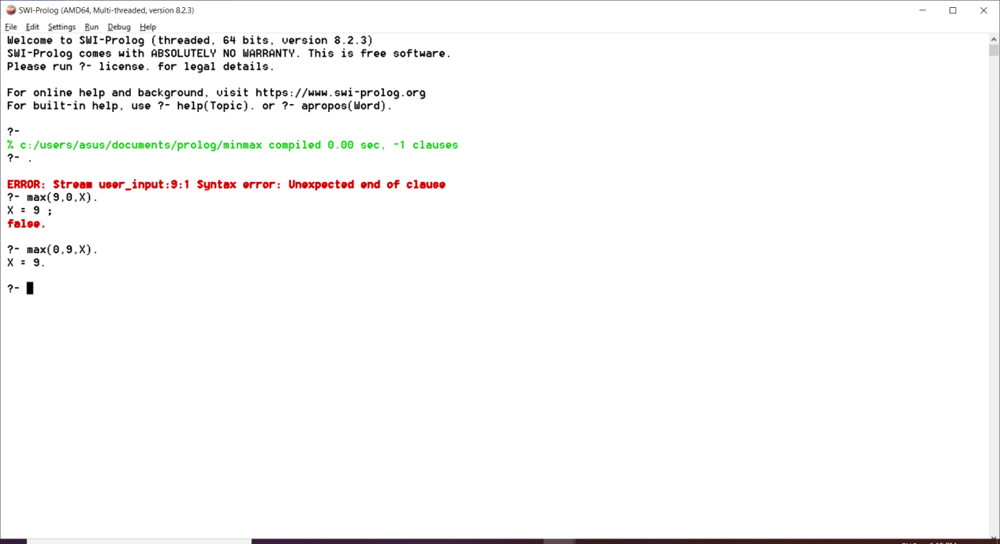 SWI-Prolog (AMD64, Multi-threaded, version 8.2.3)
File Edit Settings Run Debug Help
Welcome to SWI-Prolog (threaded, 64 bits, version 8.2.3)
SWI-Prolog comes with ABSOLUTELY NO WARRANTY. This is free software.
Please run ?- license. for legal details.
For online help and background, visit https://www.swi-prolog.org
For built-in help, use ?- help(Topic). or ?- apropos(Word).
?-
% c:/users/asus/documents/prolog/minmax compiled 0.00 sec, -1 clauses
?- .
ERROR: Stream user_input:9:1 Syntax error: Unexpected end of clause
?- max(9,0,X).
X = 9 ;
false.
?- max(0,9,X).
X = 9.
?-